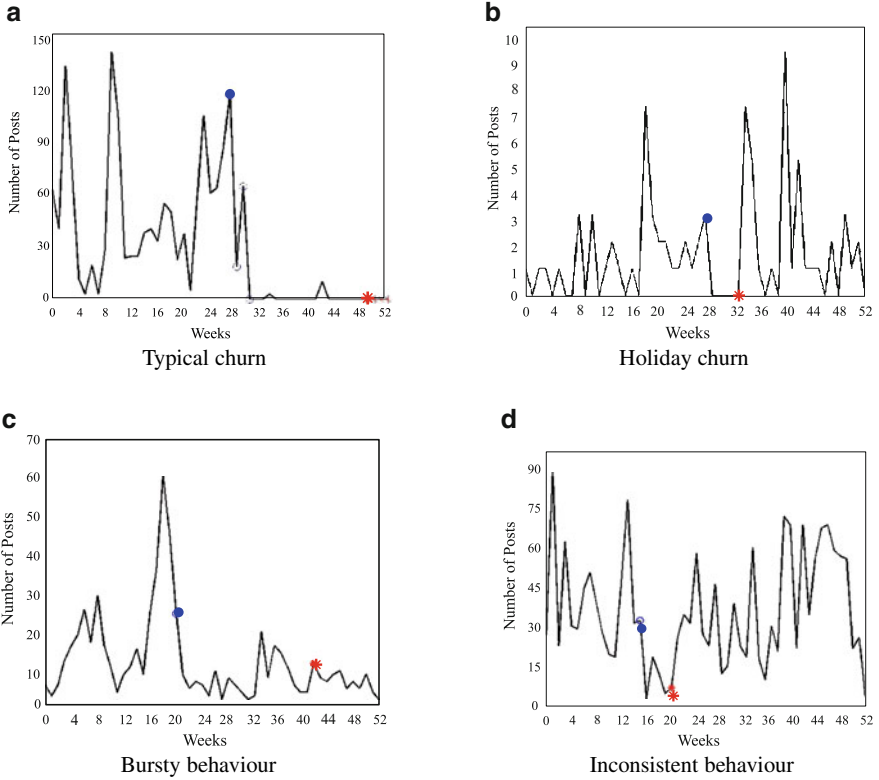 a
150
120
90
60
30
0
Number of Posts
0 4 8 12 16 20 24 28 32 36 40 44 48 52
Weeks
Typical churn
b
10
9
8
7
6
5
4
3
2
1
0
Number of Posts
0 4 8 12 16 20 24 28 32 36 40 44 48 52
Weeks
Holiday churn
c
70
60
50
40
30
20
10
0
Number of Posts
0 4 8 12 16 20 24 28 32 36 40 44 48 52
Weeks
Bursty behaviour
d
90
75
60
45
30
15
0
Number of Posts
0 4 8 12 16 20 24 28 32 36 40 44 48 52
Weeks
Inconsistent behaviour